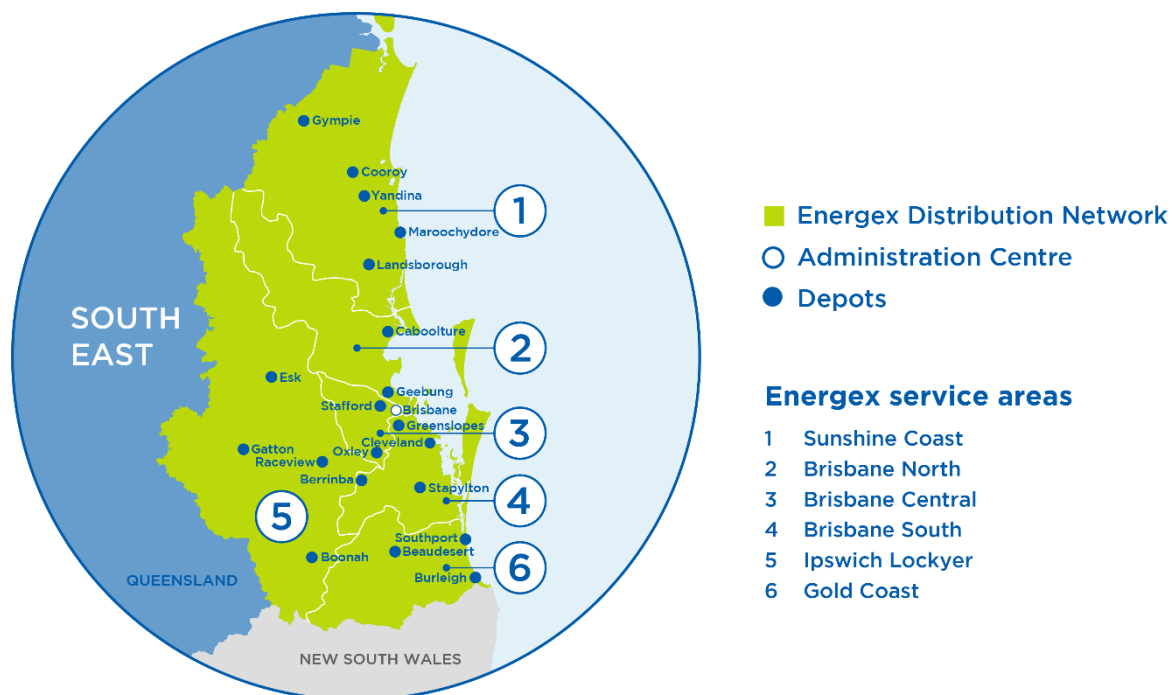 Gympie
Cooroy
Yandina
1
Maroochydore
Landsborough
SOUTH
EAST
Caboolture
2
Esk
Geebung
Stafford
Brisbane
Greenslopes
3
Cleveland
Gatton
Oxley
Raceview
Berrinba
Stapylton
4
5
Southport
Beaudesert
Boonah
6
Burleigh
QUEENSLAND
NEW SOUTH WALES
Energex Distribution Network
Administration Centre
Depots
Energex service areas
1 Sunshine Coast
2 Brisbane North
3 Brisbane Central
4 Brisbane South
5 Ipswich Lockyer
6 Gold Coast